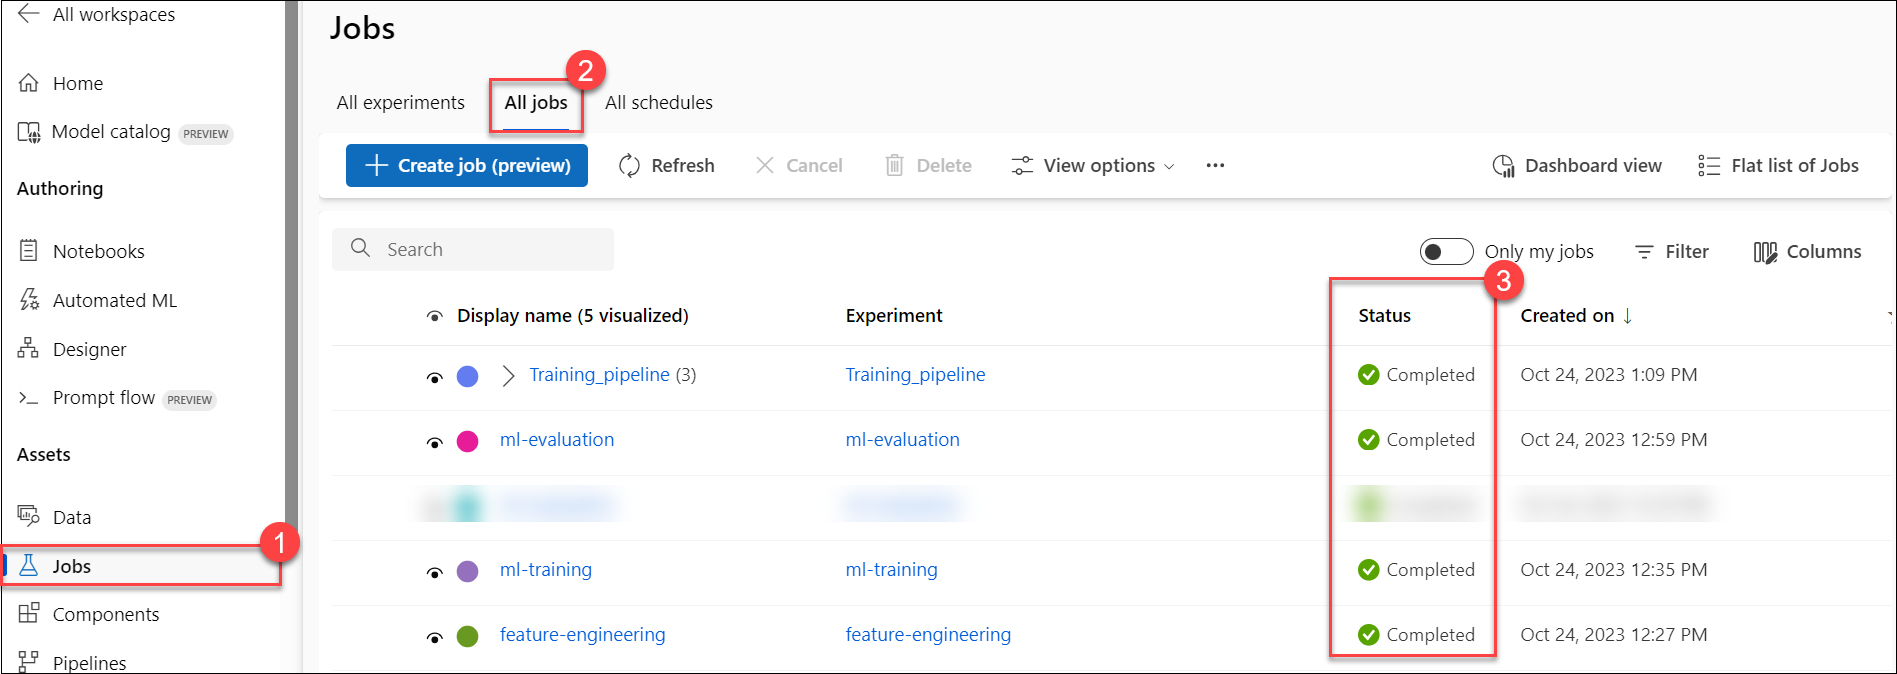 All workspaces
Home
Model catalog PREVIEW
Authoring
Notebooks
Automated ML
Designer
Prompt flow PREVIEW
Assets
Data
1
Jobs
Components
Pipelines
Jobs
2
All experiments All jobs All schedules
Create job (preview) Refresh Cancel Delete View options ... Dashboard view Flat list of Jobs
Search Only my jobs Filter Columns
3
Display name (5 visualized) Experiment Status Created on ↓
Training_pipeline (3) Training_pipeline Completed Oct 24, 2023 1:09 PM
ml-evaluation ml-evaluation Completed Oct 24, 2023 12:59 PM
ml-training ml-training Completed Oct 24, 2023 12:35 PM
feature-engineering feature-engineering Completed Oct 24, 2023 12:27 PM